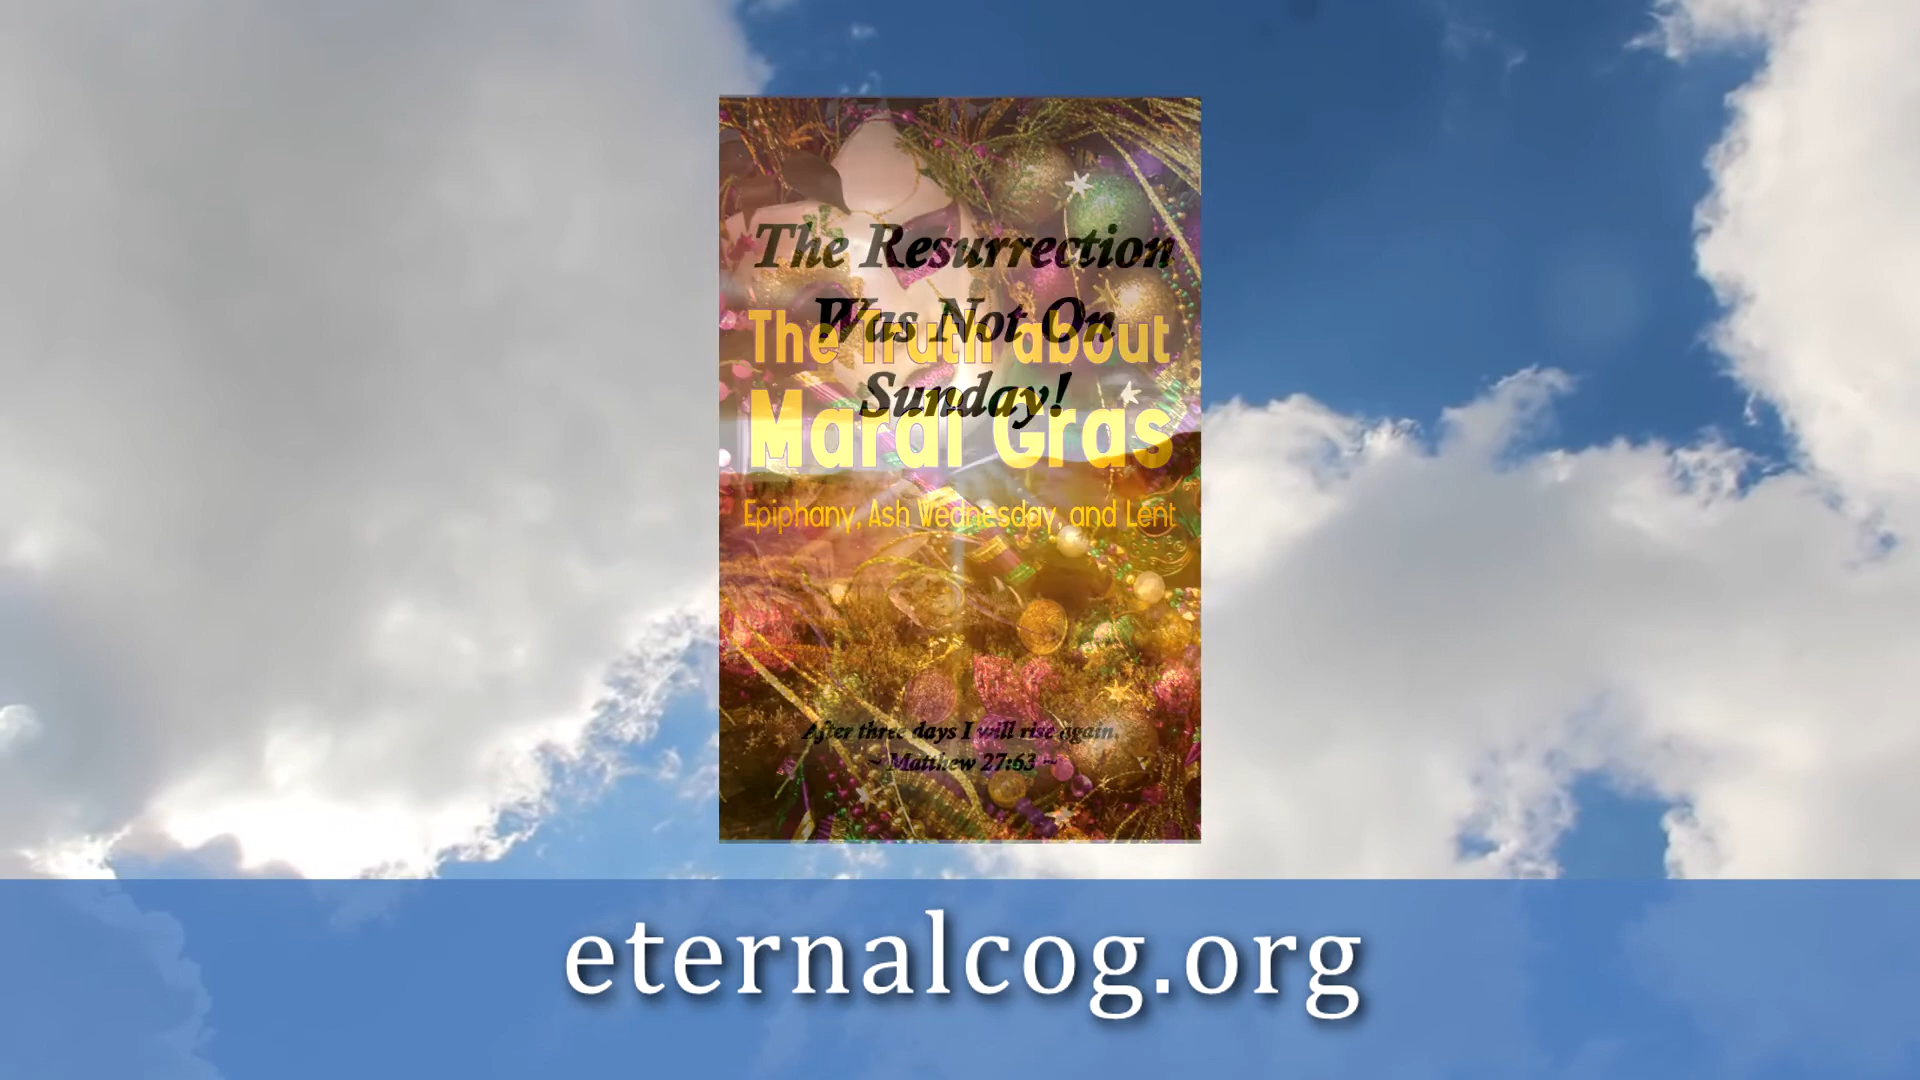 The Resurrection
Was Not On
Sunday!
The Truth about
Mardi Gras
Epiphany, Ash Wednesday, and Lent
After three days I will rise again.
~ Matthew 27:63 ~
eternalcog.org